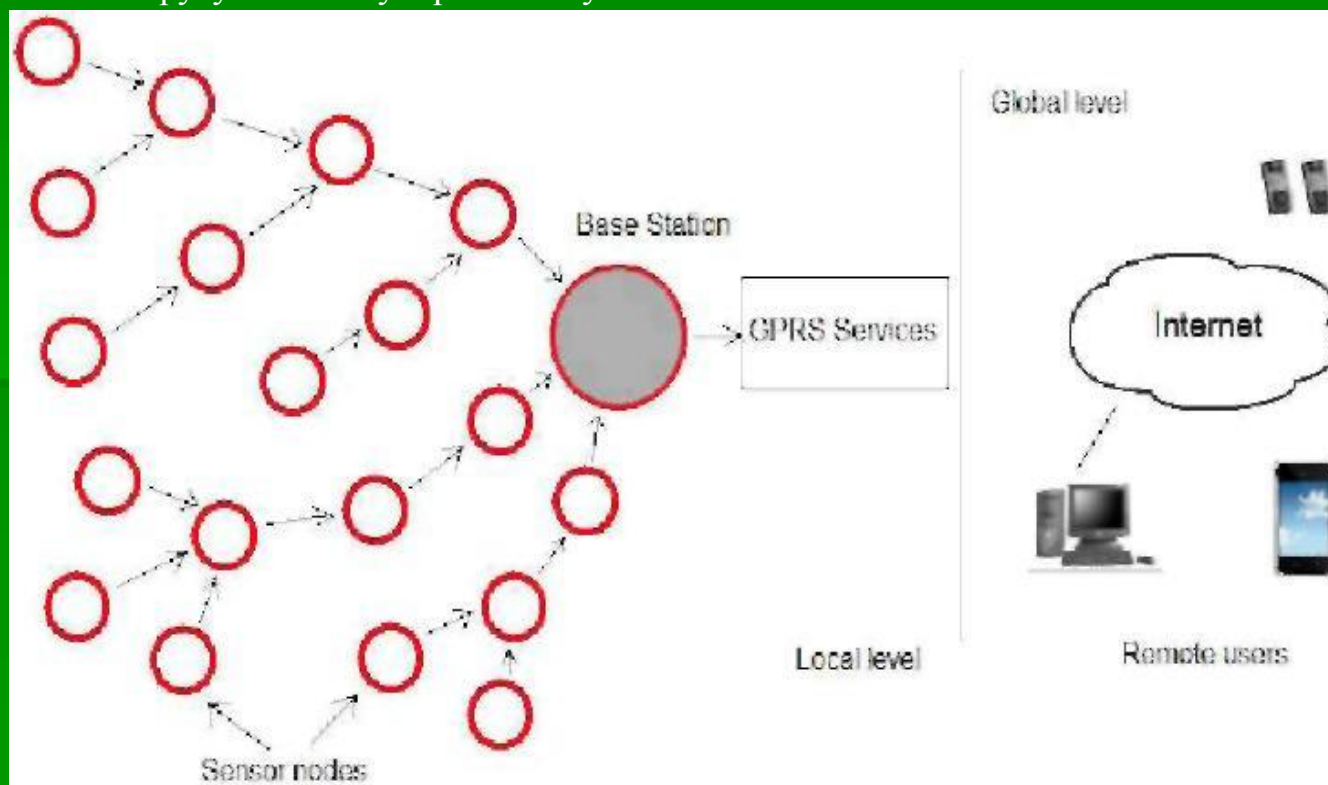 Global level
Base Station
GPRS Services
Internet
Local level
Remote users
Sensor nodes